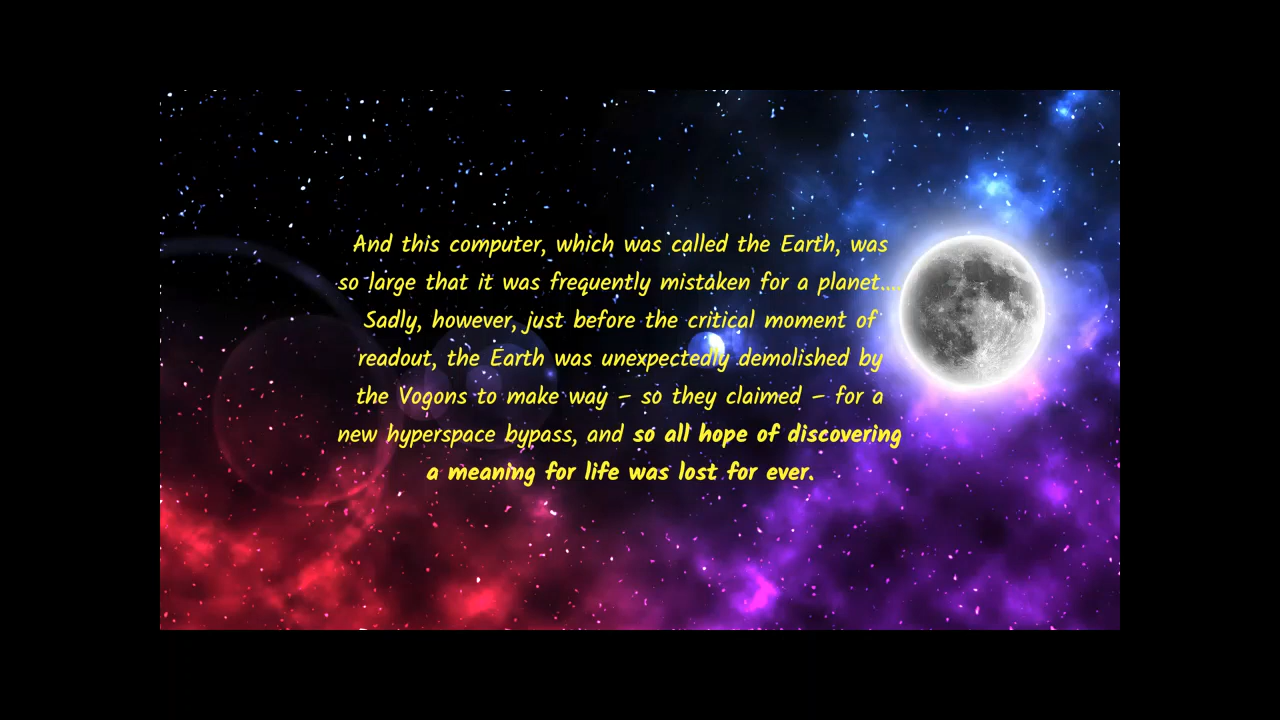 And this computer, which was called the Earth, was
so large that it was frequently mistaken for a planet....
Sadly, however, just before the critical moment of
readout, the Earth was unexpectedly demolished by
the Vogons to make way – so they claimed – for a
new hyperspace bypass, and so all hope of discovering
a meaning for life was lost for ever.